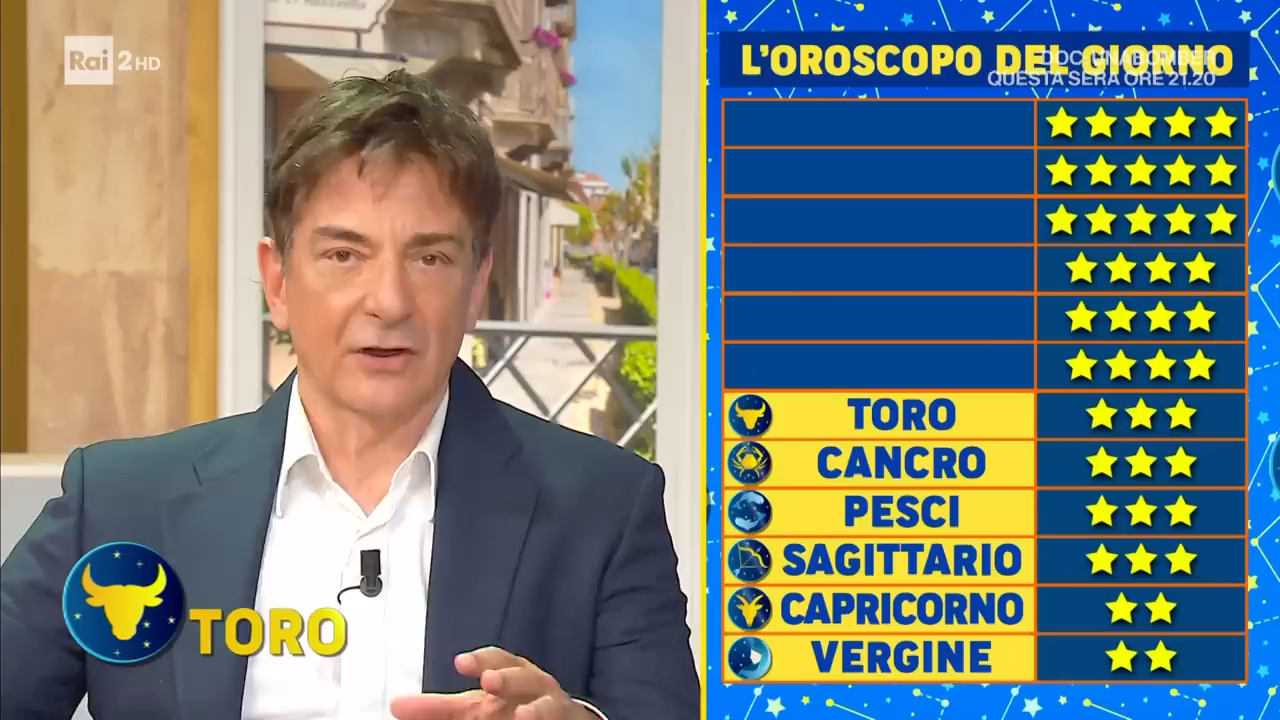 Rai 2HD
L'OROSCOPO DEL GIORNO
QUESTA SERA ORE 21.20
TORO
CANCRO
PESCI
SAGITTARIO
CAPRICORNO
VERGINE
TORO